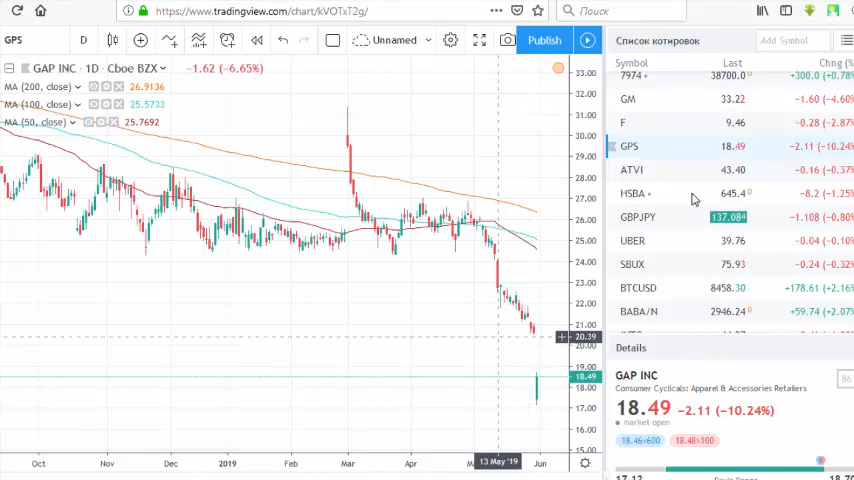 https://www.tradingview.com/chart/kVOTxT2g/
Поиск
GPS
D
Unnamed
Publish
Список котировок
Add Symbol
GAP INC • 1D • Cboe BZX
−1.62 (−6.65%)
MA (200, close)
26.9136
MA (100, close)
25.5733
MA (50, close)
25.7692
33.00
32.00
31.00
30.00
29.00
28.00
27.00
26.00
25.00
24.00
23.00
22.00
21.00
20.39
20.00
18.49
18.00
17.00
16.00
15.00
Oct
Nov
Dec
2019
Feb
Mar
Apr
13 May '19
Jun
Symbol
Last
Chng (%)
7974
38700.0
+300.0 (+0.78%
GM
33.22
−1.60 (−4.60%
F
9.46
−0.28 (−2.87%
GPS
18.49
−2.11 (−10.24%
ATVI
43.40
−0.16 (−0.37%
HSBA
645.4
−8.2 (−1.25%
GBPJPY
137.084
−1.108 (−0.80%
UBER
39.76
−0.04 (−0.10%
SBUX
75.93
−0.24 (−0.32%
BTCUSD
8458.30
+178.61 (+2.16%
BABA/N
2946.24
+59.74 (+2.07%
Details
GAP INC
86
Consumer Cyclicals: Apparel & Accessories Retailers
18.49
−2.11 (−10.24%)
market open
18.46×600
18.48×100
17.12
18.70